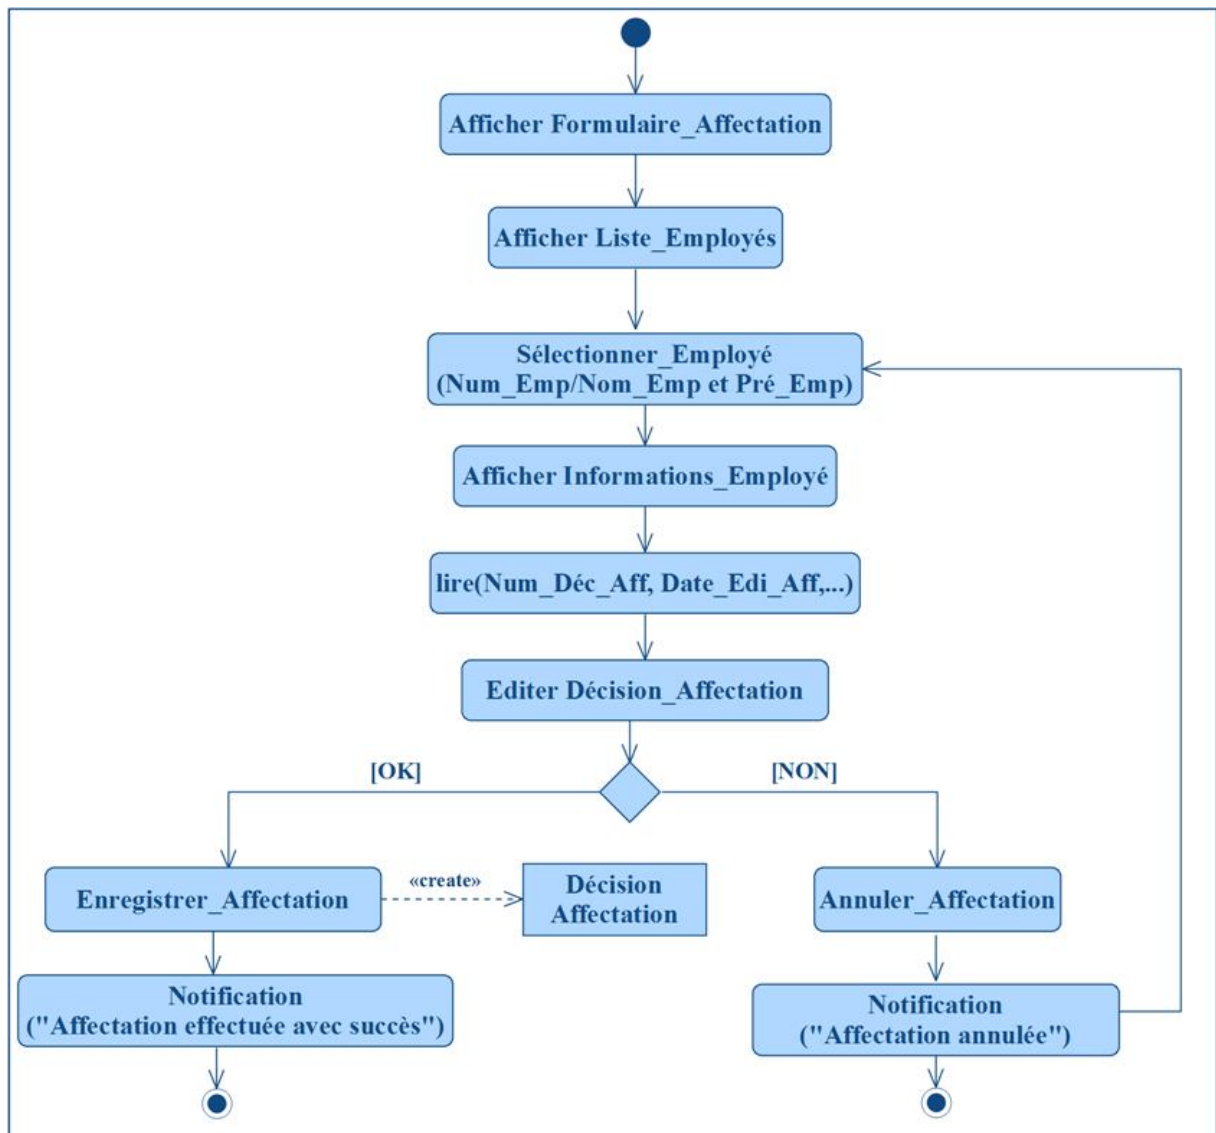 Afficher Formulaire_Affectation
Afficher Liste_Employés
Sélectionner_Employé
(Num_Emp/Nom_Emp et Pré_Emp)
Afficher Informations_Employé
lire(Num_Déc_Aff, Date_Edi_Aff,...)
Editer Décision_Affectation
[OK]
[NON]
Enregistrer_Affectation
«create»
Décision
Affectation
Annuler_Affectation
Notification
("Affectation effectuée avec succès")
Notification
("Affectation annulée")